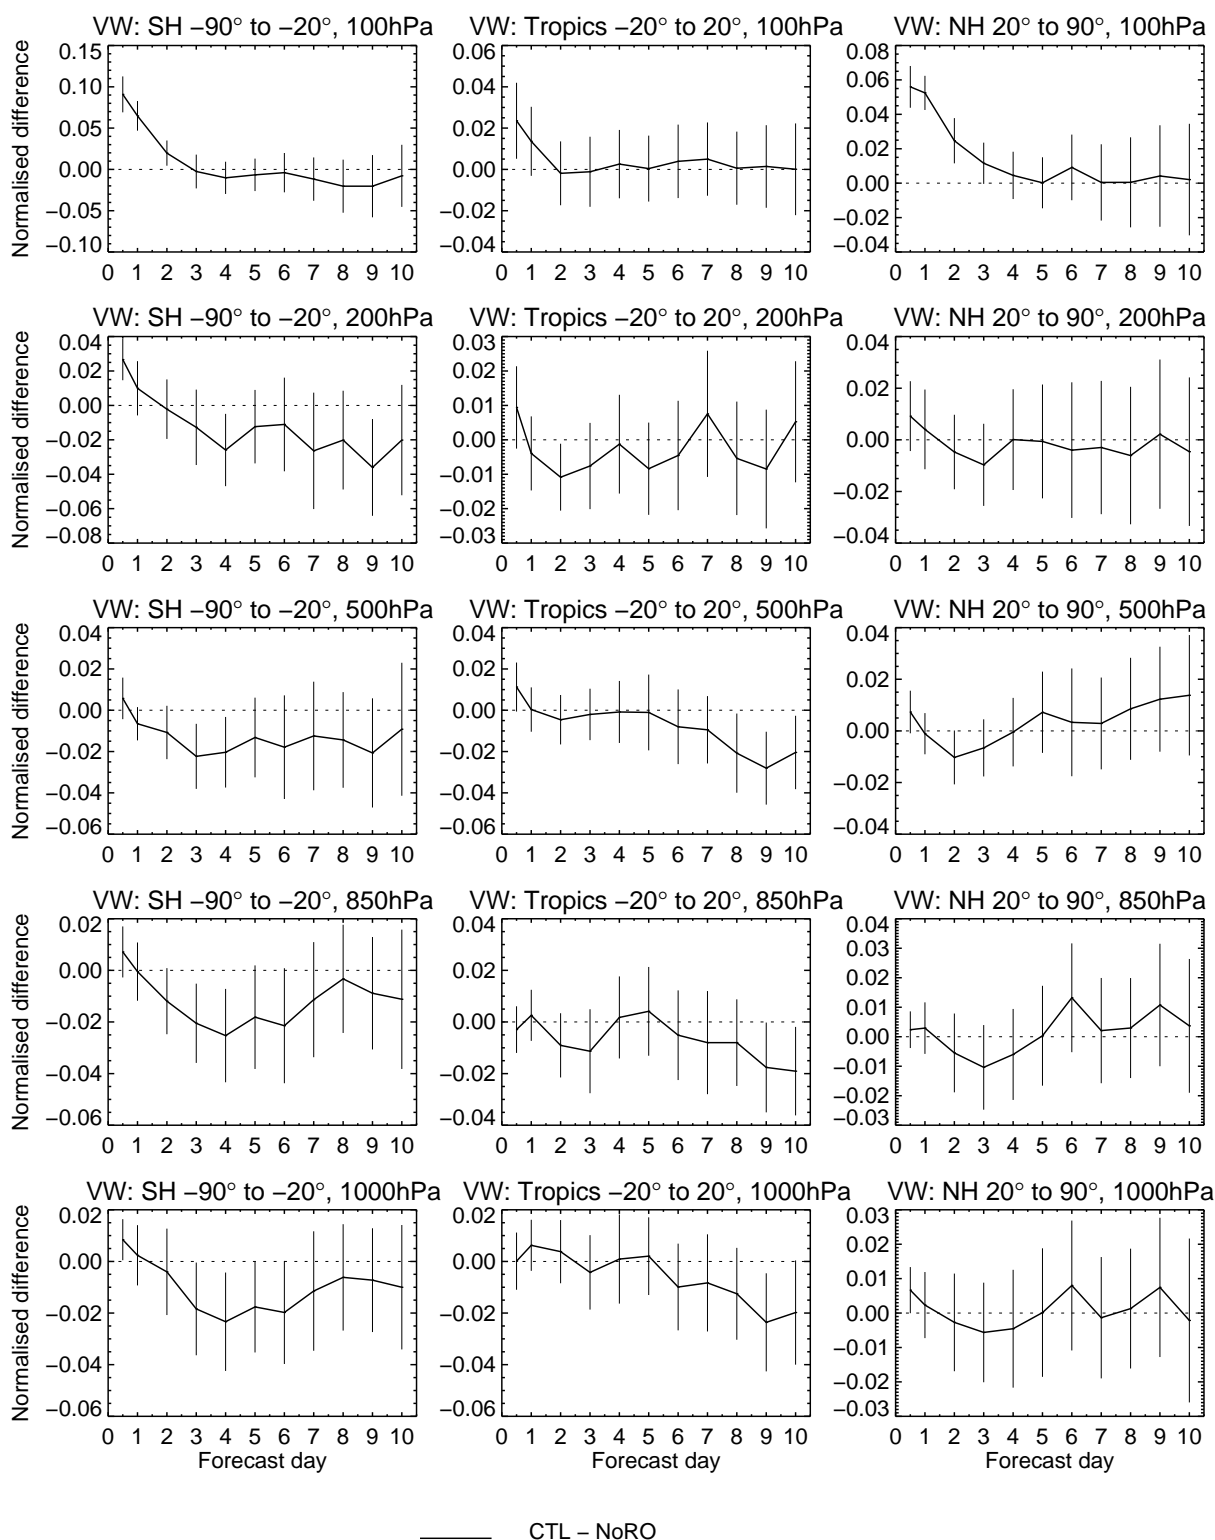 VW: SH −90° to −20°, 100hPa
Normalised difference
0.15
0.10
0.05
0.00
−0.05
−0.10
0 1 2 3 4 5 6 7 8 9 10
VW: Tropics −20° to 20°, 100hPa
0.06
0.04
0.02
0.00
−0.02
−0.04
0 1 2 3 4 5 6 7 8 9 10
VW: NH 20° to 90°, 100hPa
0.08
0.06
0.04
0.02
0.00
−0.02
−0.04
0 1 2 3 4 5 6 7 8 9 10
VW: SH −90° to −20°, 200hPa
Normalised difference
0.04
0.02
0.00
−0.02
−0.04
−0.06
−0.08
0 1 2 3 4 5 6 7 8 9 10
VW: Tropics −20° to 20°, 200hPa
0.03
0.02
0.01
0.00
−0.01
−0.02
−0.03
0 1 2 3 4 5 6 7 8 9 10
VW: NH 20° to 90°, 200hPa
0.04
0.02
0.00
−0.02
−0.04
0 1 2 3 4 5 6 7 8 9 10
VW: SH −90° to −20°, 500hPa
Normalised difference
0.04
0.02
0.00
−0.02
−0.04
−0.06
0 1 2 3 4 5 6 7 8 9 10
VW: Tropics −20° to 20°, 500hPa
0.04
0.02
0.00
−0.02
−0.04
−0.06
0 1 2 3 4 5 6 7 8 9 10
VW: NH 20° to 90°, 500hPa
0.04
0.02
0.00
−0.02
−0.04
0 1 2 3 4 5 6 7 8 9 10
VW: SH −90° to −20°, 850hPa
Normalised difference
0.02
0.00
−0.02
−0.04
−0.06
0 1 2 3 4 5 6 7 8 9 10
VW: Tropics −20° to 20°, 850hPa
0.04
0.02
0.00
−0.02
−0.04
0 1 2 3 4 5 6 7 8 9 10
VW: NH 20° to 90°, 850hPa
0.04
0.03
0.02
0.01
0.00
−0.01
−0.02
−0.03
0 1 2 3 4 5 6 7 8 9 10
VW: SH −90° to −20°, 1000hPa
Normalised difference
0.02
0.00
−0.02
−0.04
−0.06
0 1 2 3 4 5 6 7 8 9 10
Forecast day
VW: Tropics −20° to 20°, 1000hPa
0.02
0.00
−0.02
−0.04
−0.06
0 1 2 3 4 5 6 7 8 9 10
Forecast day
VW: NH 20° to 90°, 1000hPa
0.03
0.02
0.01
0.00
−0.01
−0.02
−0.03
0 1 2 3 4 5 6 7 8 9 10
Forecast day
CTL − NoRO